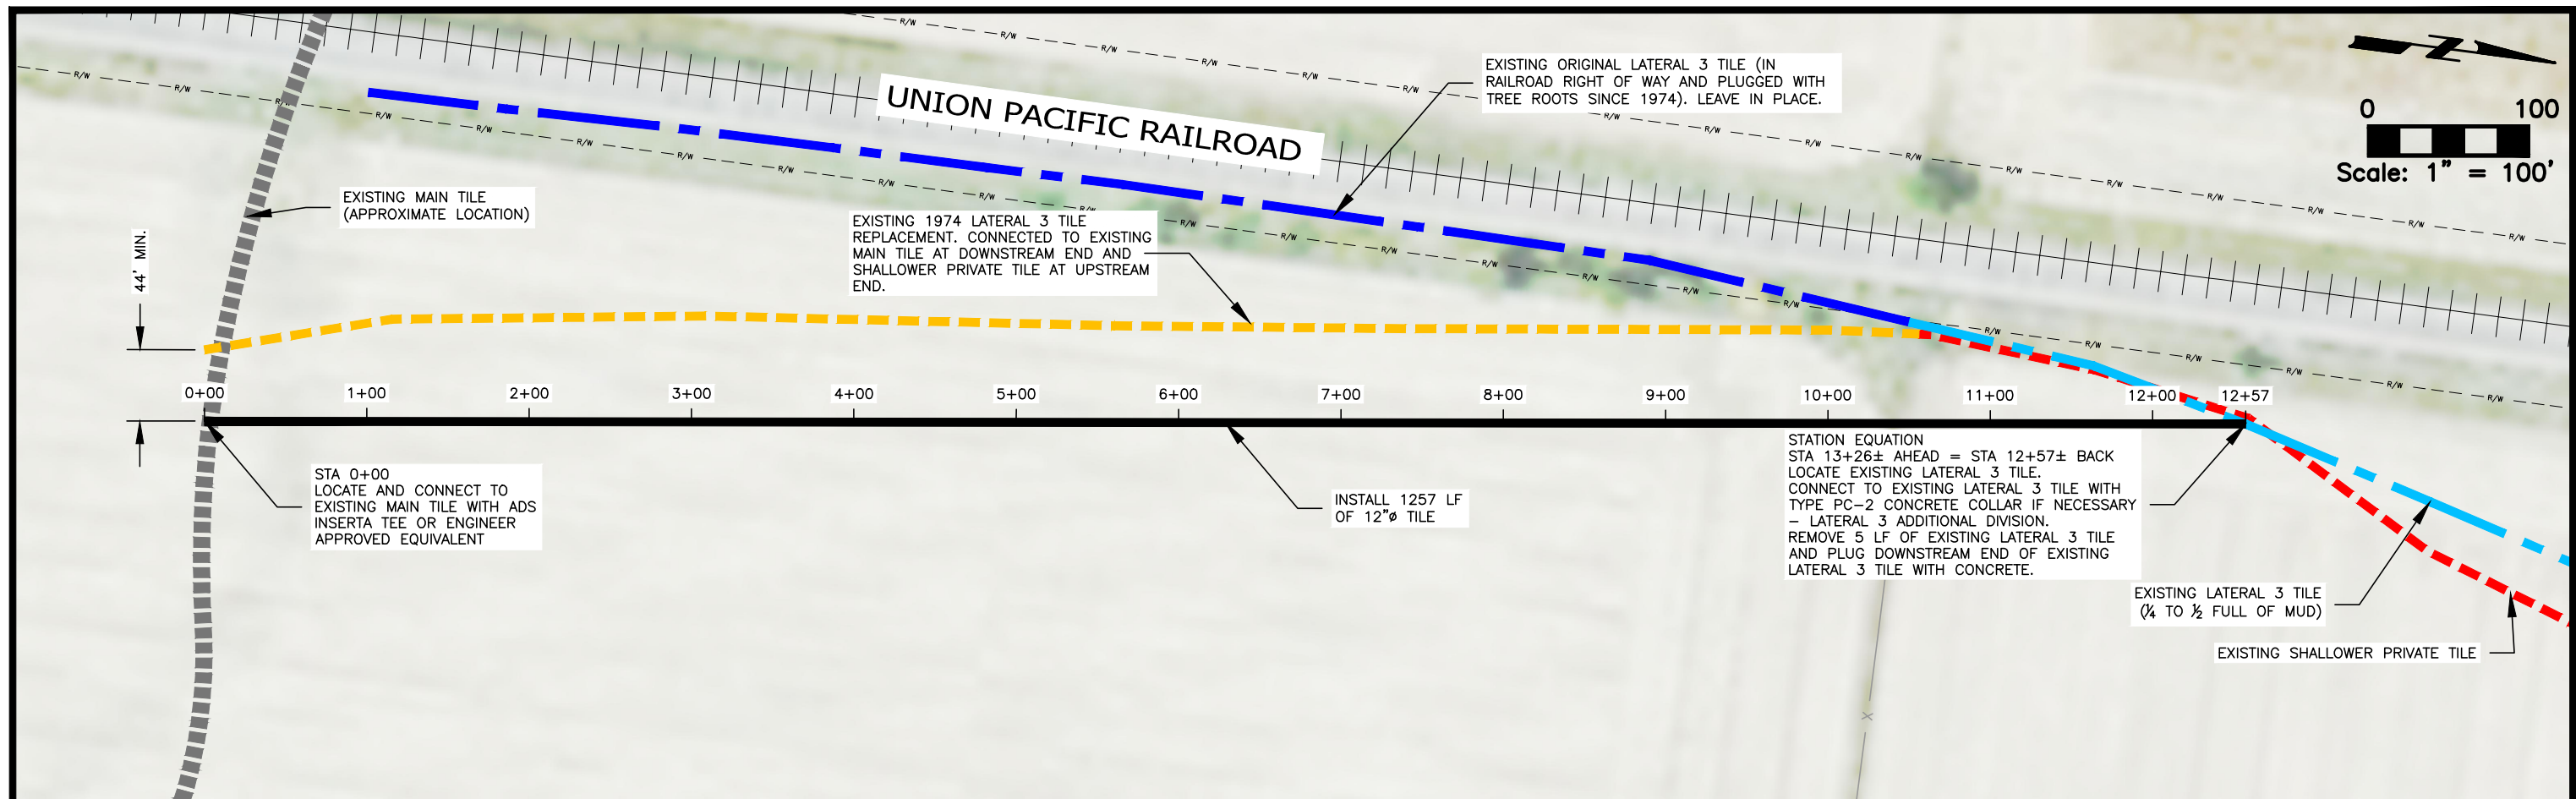 R/W R/W R/W R/W R/W R/W R/W R/W R/W R/W R/W R/W R/W R/W R/W R/W
UNION PACIFIC RAILROAD
EXISTING ORIGINAL LATERAL 3 TILE (IN
RAILROAD RIGHT OF WAY AND PLUGGED WITH
TREE ROOTS SINCE 1974). LEAVE IN PLACE.
Z
0 100
Scale: 1" = 100'
R/W R/W R/W R/W R/W R/W R/W R/W R/W R/W R/W R/W R/W R/W R/W R/W R/W R/W R/W R/W R/W R/W R/W R/W R/W
EXISTING MAIN TILE
(APPROXIMATE LOCATION)
44' MIN.
EXISTING 1974 LATERAL 3 TILE
REPLACEMENT. CONNECTED TO EXISTING
MAIN TILE AT DOWNSTREAM END AND
SHALLOWER PRIVATE TILE AT UPSTREAM
END.
0+00 1+00 2+00 3+00 4+00 5+00 6+00 7+00 8+00 9+00 10+00 11+00 12+00 12+57
STA 0+00
LOCATE AND CONNECT TO
EXISTING MAIN TILE WITH ADS
INSERTA TEE OR ENGINEER
APPROVED EQUIVALENT
INSTALL 1257 LF
OF 12"ø TILE
STATION EQUATION
STA 13+26± AHEAD = STA 12+57± BACK
LOCATE EXISTING LATERAL 3 TILE.
CONNECT TO EXISTING LATERAL 3 TILE WITH
TYPE PC-2 CONCRETE COLLAR IF NECESSARY
- LATERAL 3 ADDITIONAL DIVISION.
REMOVE 5 LF OF EXISTING LATERAL 3 TILE
AND PLUG DOWNSTREAM END OF EXISTING
LATERAL 3 TILE WITH CONCRETE.
EXISTING LATERAL 3 TILE
(¼ TO ½ FULL OF MUD)
EXISTING SHALLOWER PRIVATE TILE
X